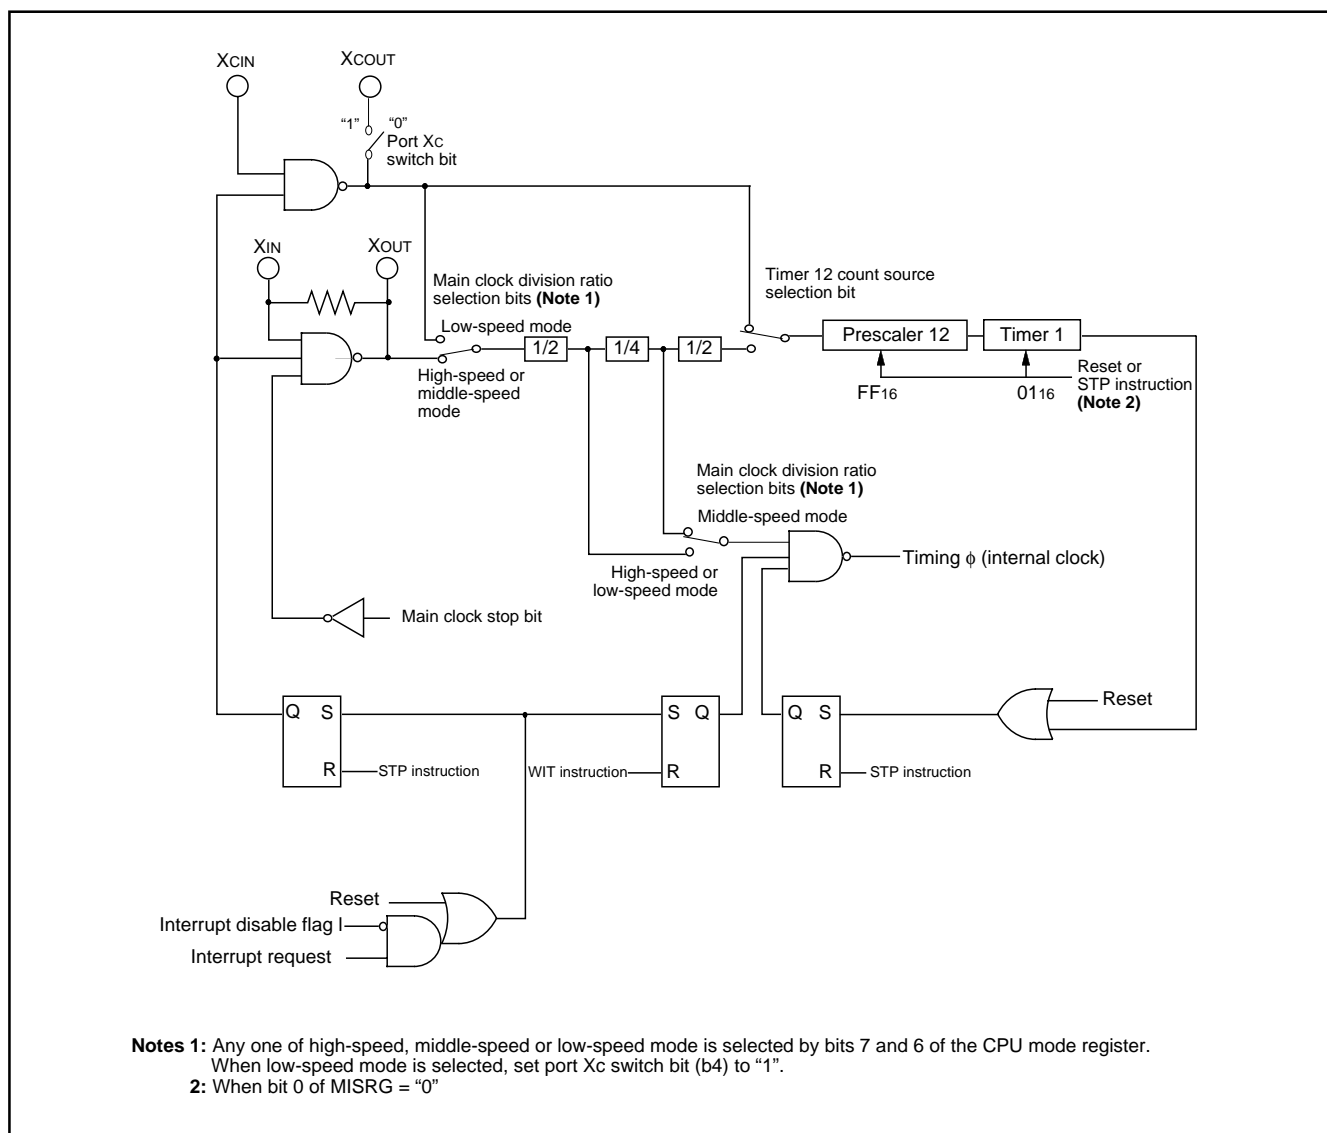 XCIN
XCOUT
“1”
“0”
Port XC
switch bit
XIN
XOUT
Main clock division ratio
selection bits (Note 1)
Low-speed mode
High-speed or
middle-speed
mode
1/2
1/4
1/2
Timer 12 count source
selection bit
Prescaler 12
Timer 1
FF16
0116
Reset or
STP instruction
(Note 2)
Main clock division ratio
selection bits (Note 1)
Middle-speed mode
High-speed or
low-speed mode
Timing ϕ (internal clock)
Main clock stop bit
Q S
R
STP instruction
WIT instruction
S Q
R
Q S
R
STP instruction
Reset
Reset
Interrupt disable flag I
Interrupt request
Notes 1: Any one of high-speed, middle-speed or low-speed mode is selected by bits 7 and 6 of the CPU mode register.
When low-speed mode is selected, set port Xc switch bit (b4) to “1”.
2: When bit 0 of MISRG = “0”